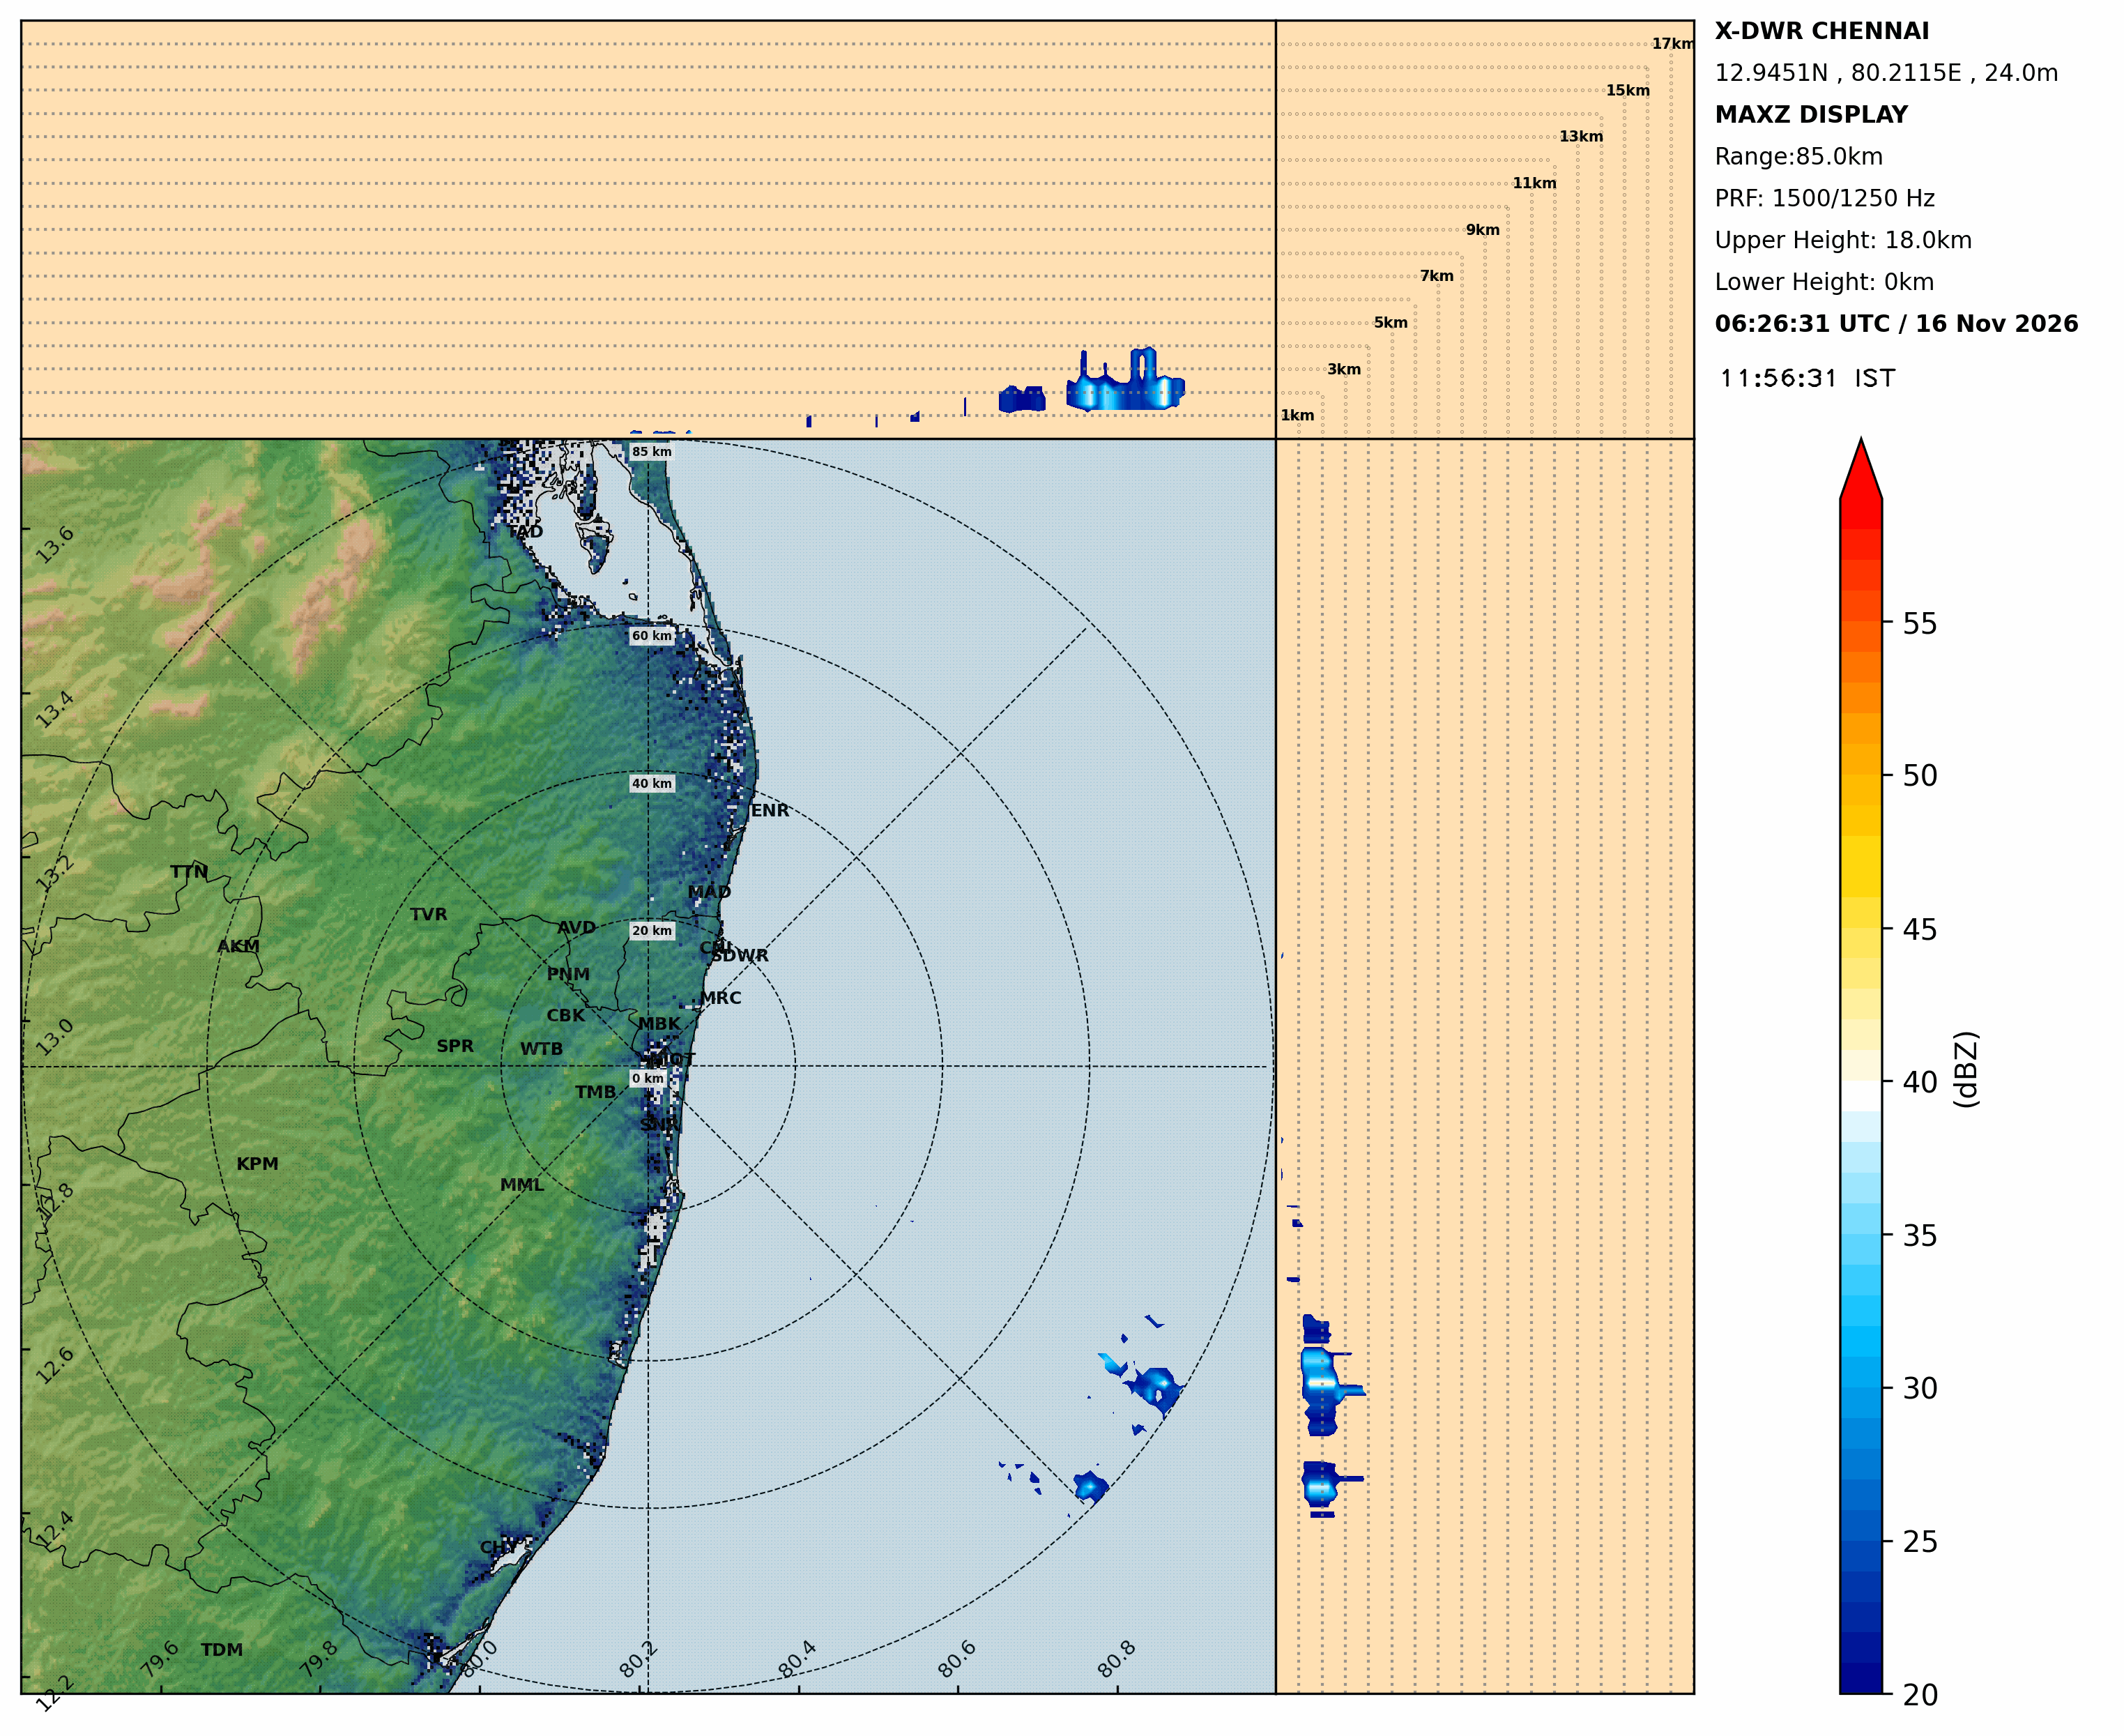 X-DWR CHENNAI
12.9451N , 80.2115E , 24.0m
MAXZ DISPLAY
Range:85.0km
PRF: 1500/1250 Hz
Upper Height: 18.0km
Lower Height: 0km
06:26:31 UTC / 16 Nov 2026
11:56:31 IST
17km
15km
13km
11km
9km
7km
5km
3km
1km
85 km
60 km
40 km
20 km
0 km
TAD
ENR
MAD
TTN
TVR
AVD
AKM
SDWR
PNM
MRC
CBK
MBK
SPR
WTB
TMB
SNR
KPM
MML
CHY
TDM
13.6
13.4
13.2
13.0
12.8
12.6
12.4
12.2
79.6
79.8
80.0
80.2
80.4
80.6
80.8
55
50
45
40
35
30
25
20
(dBZ)